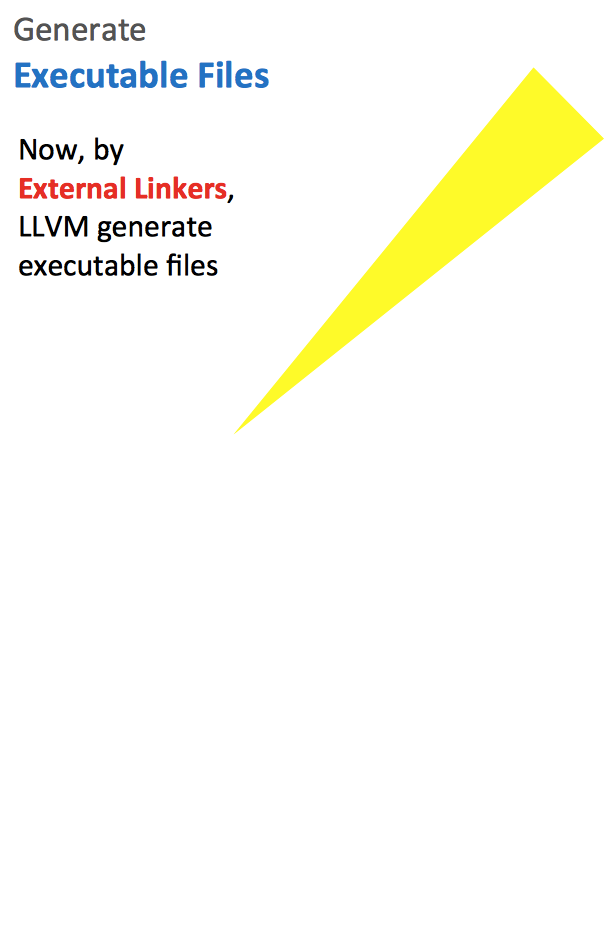 Generate
Executable Files
Now, by
External Linkers,
LLVM generate
executable files